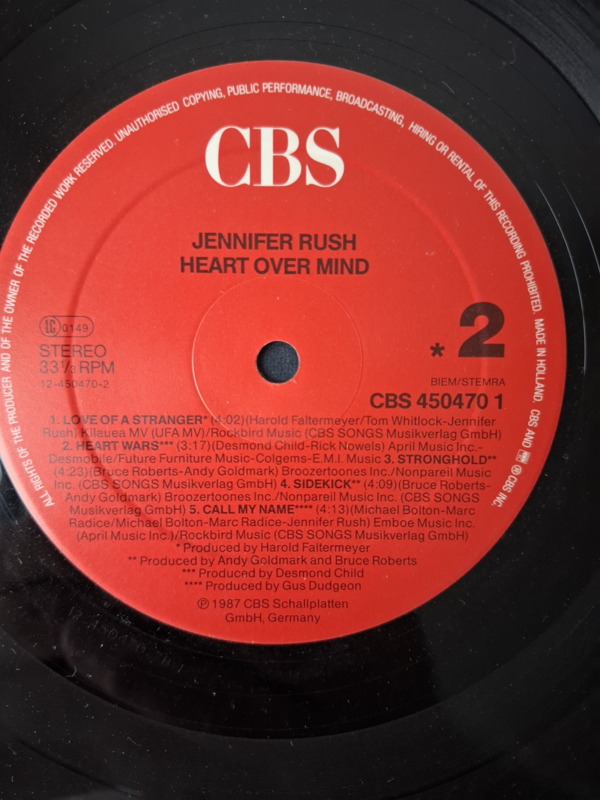 ALL RIGHTS OF THE PRODUCER AND OF THE OWNER OF THE RECORDED WORK RESERVED. UNAUTHORISED COPYING, PUBLIC PERFORMANCE, BROADCASTING, HIRING OR RENTAL OF THIS RECORDING PROHIBITED. MADE IN HOLLAND. CBS AND ARE ® CBS INC.
CBS
JENNIFER RUSH
HEART OVER MIND
LC 0149
STEREO
33 1/3 RPM
12-450470-2
* 2
BIEM/STEMRA
CBS 450470 1
1. LOVE OF A STRANGER* (4:02)(Harold Faltermeyer/Tom Whitlock-Jennifer
Rush) Kilauea MV (UFA MV)/Rockbird Music (CBS SONGS Musikverlag GmbH)
2. HEART WARS*** (3:17)(Desmond Child-Rick Nowels) April Music Inc.-
Desmobile/Future Furniture Music-Colgems-E.M.I. Music 3. STRONGHOLD**
(4:23)(Bruce Roberts-Andy Goldmark) Broozertoones Inc./Nonpareil Music
Inc. (CBS SONGS Musikverlag GmbH) 4. SIDEKICK** (4:09)(Bruce Roberts-
Andy Goldmark) Broozertoones Inc./Nonpareil Music Inc. (CBS SONGS
Musikverlag GmbH) 5. CALL MY NAME**** (4:13)(Michael Bolton-Marc
Radice/Michael Bolton-Marc Radice-Jennifer Rush) Emboe Music Inc.
(April Music Inc.)/Rockbird Music (CBS SONGS Musikverlag GmbH)
* Produced by Harold Faltermeyer
** Produced by Andy Goldmark and Bruce Roberts
*** Produced by Desmond Child
**** Produced by Gus Dudgeon
℗ 1987 CBS Schallplatten
GmbH, Germany